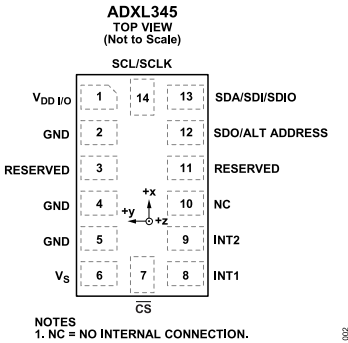 ADXL345
TOP VIEW
(Not to Scale)
SCL/SCLK
VDD I/O 1 14 13 SDA/SDI/SDIO
GND 2 12 SDO/ALT ADDRESS
RESERVED 3 11 RESERVED
GND 4 +x 10 NC
+y +z
GND 5 9 INT2
VS 6 7 8 INT1
CS
NOTES
1. NC = NO INTERNAL CONNECTION.
002